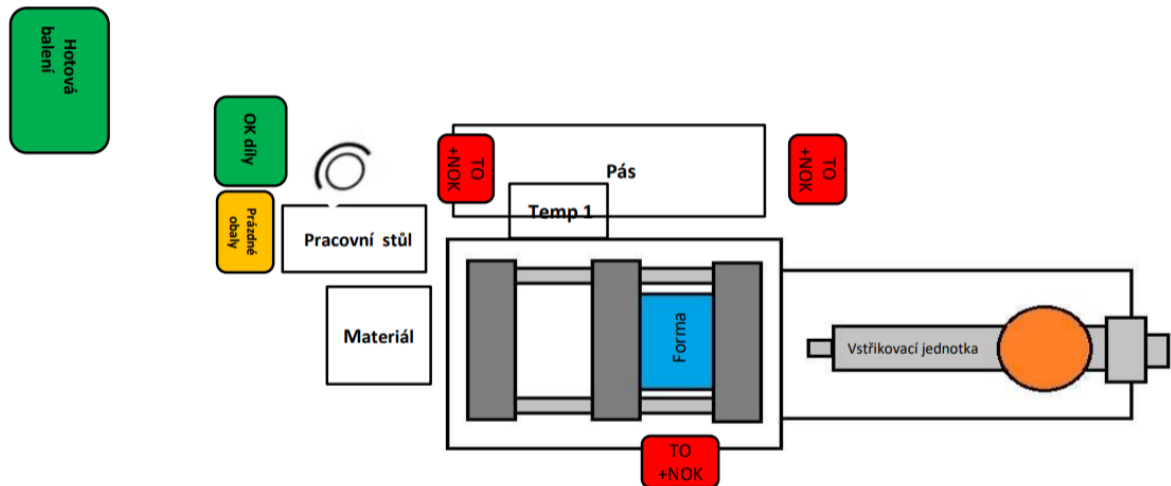 Hotová
balení
OK díly
TO
+NOK
Pás
TO
+NOK
Temp 1
Prázdné
obaly
Pracovní stůl
Materiál
Forma
Vstřikovací jednotka
TO
+NOK